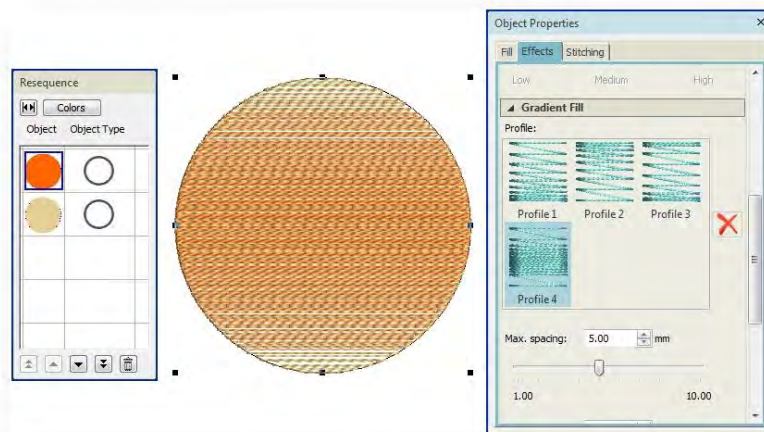 Resequence
Colors
Object Object Type
Object Properties
Fill Effects Stitching
Low Medium High
Gradient Fill
Profile:
Profile 1 Profile 2 Profile 3
Profile 4
Max. spacing: 5.00 mm
1.00 10.00